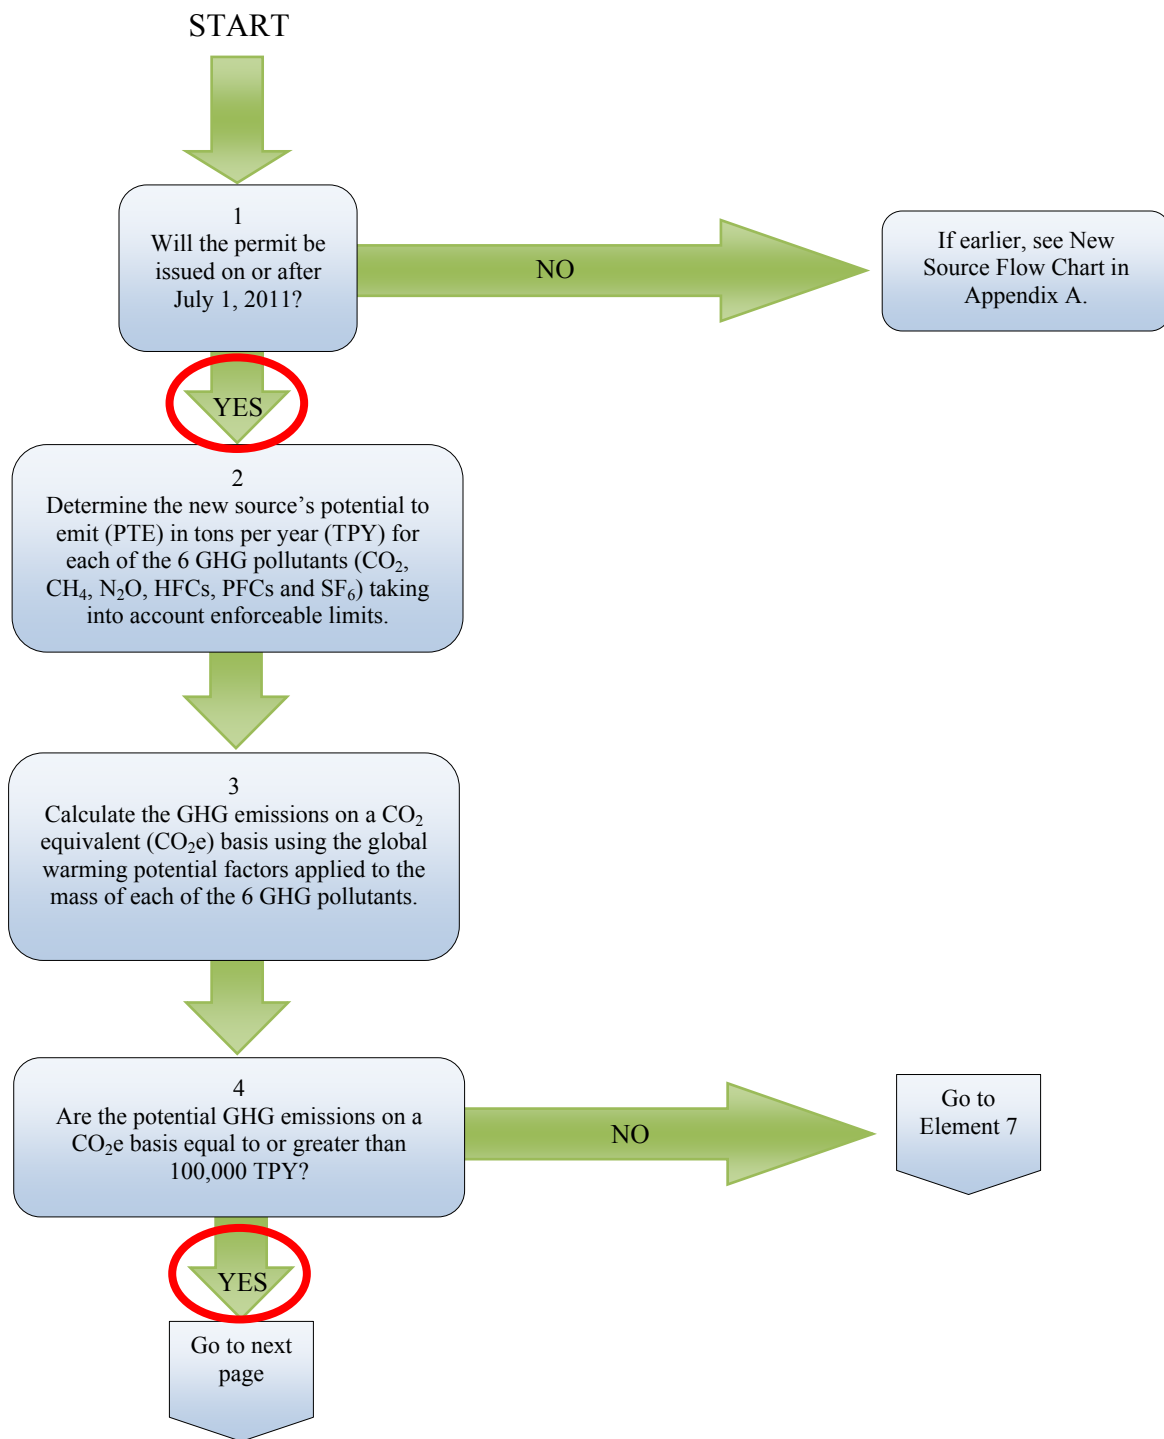 START
1
Will the permit be
issued on or after
July 1, 2011?
NO
If earlier, see New
Source Flow Chart in
Appendix A.
YES
2
Determine the new source’s potential to
emit (PTE) in tons per year (TPY) for
each of the 6 GHG pollutants (CO₂,
CH₄, N₂O, HFCs, PFCs and SF₆) taking
into account enforceable limits.
3
Calculate the GHG emissions on a CO₂
equivalent (CO₂e) basis using the global
warming potential factors applied to the
mass of each of the 6 GHG pollutants.
4
Are the potential GHG emissions on a
CO₂e basis equal to or greater than
100,000 TPY?
NO
Go to
Element 7
YES
Go to next
page